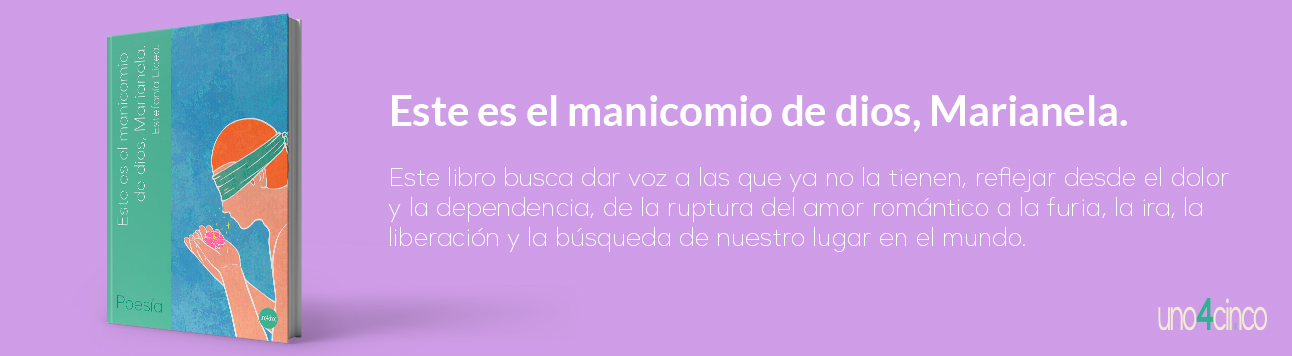 Este es el manicomio
de dios, Marianela.
Estefanía Licea.
Poesía
Este es el manicomio de dios, Marianela.
Este libro busca dar voz a las que ya no la tienen, reflejar desde el dolor
y la dependencia, de la ruptura del amor romántico a la furia, la ira, la
liberación y la búsqueda de nuestro lugar en el mundo.
uno4cinco